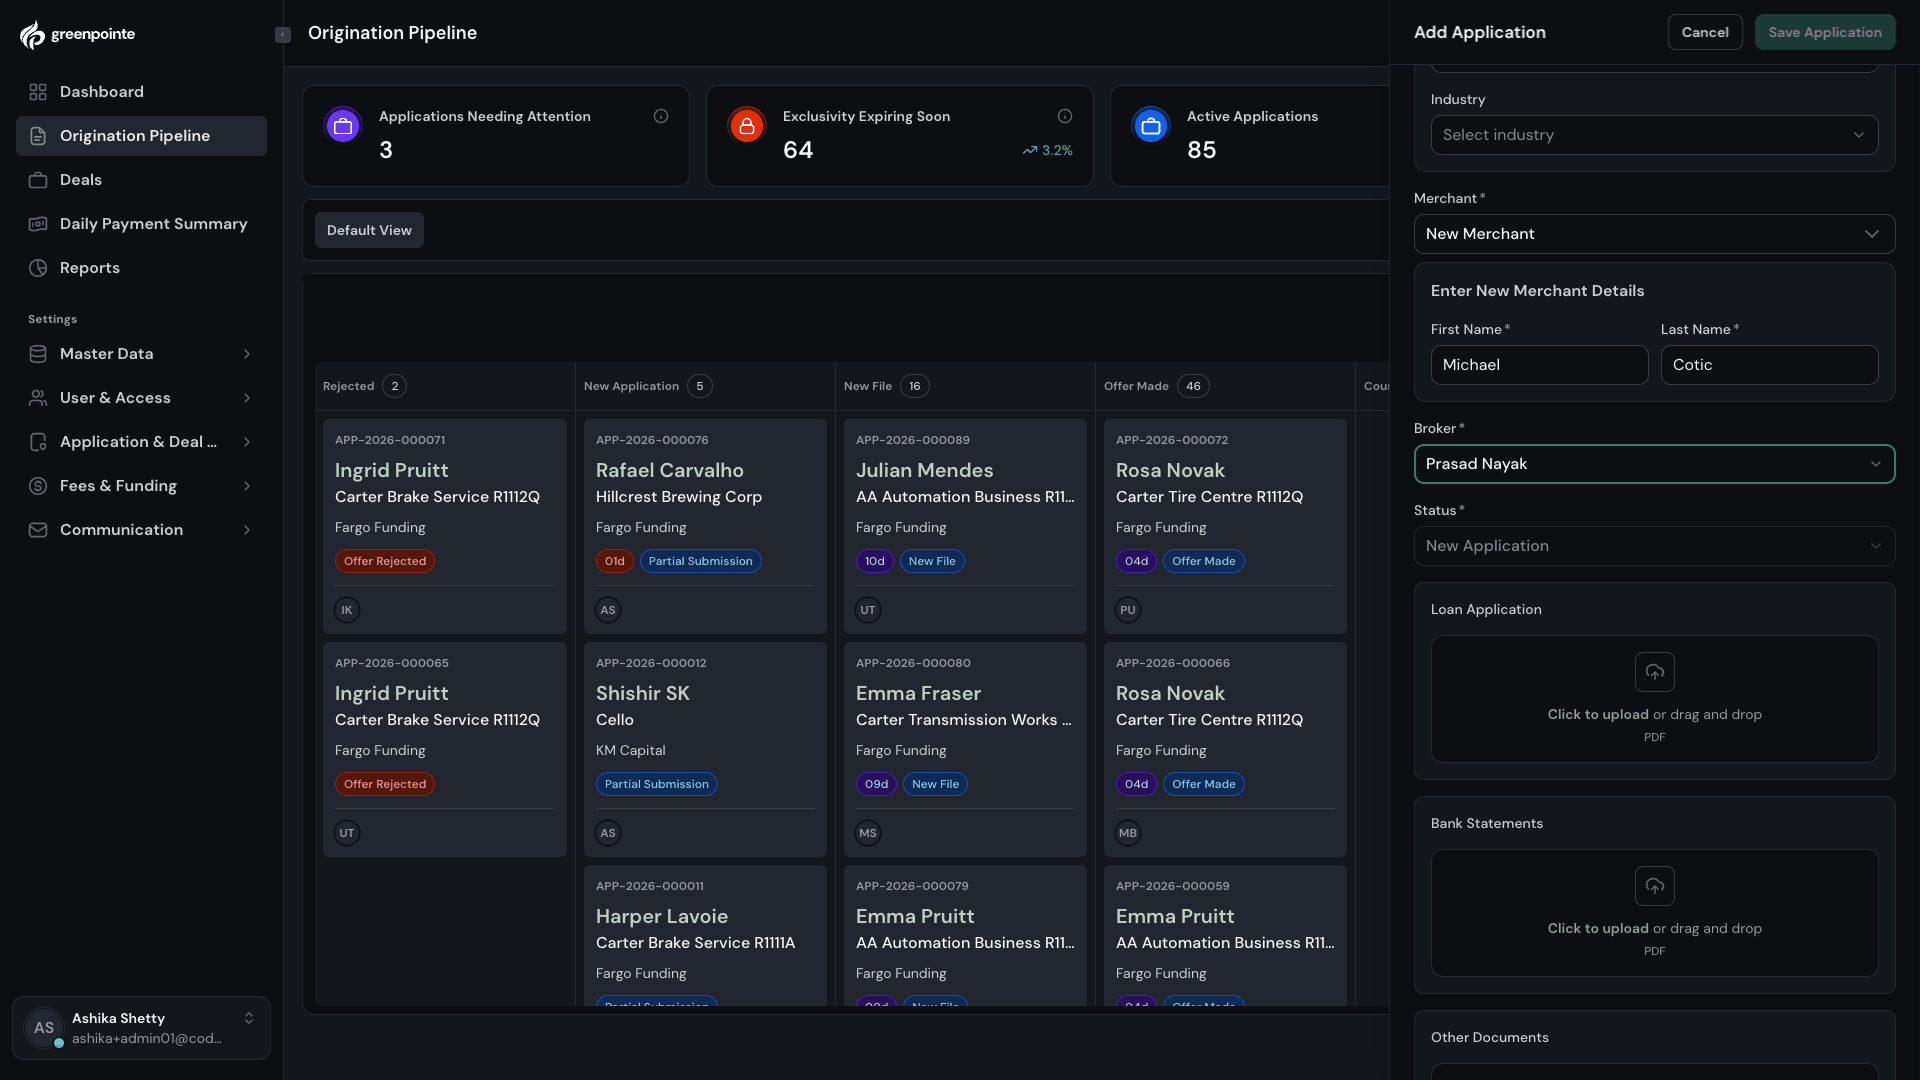 greenpointe
Dashboard
Origination Pipeline
Deals
Daily Payment Summary
Reports
Settings
Master Data
User & Access
Application & Deal ...
Fees & Funding
Communication
AS
Ashika Shetty
ashika+admin01@cod...
Origination Pipeline
Applications Needing Attention
3
Exclusivity Expiring Soon
64
3.2%
Active Applications
85
Default View
Rejected 2
APP-2026-000071
Ingrid Pruitt
Carter Brake Service R1112Q
Fargo Funding
Offer Rejected
IK
APP-2026-000065
Ingrid Pruitt
Carter Brake Service R1112Q
Fargo Funding
Offer Rejected
UT
New Application 5
APP-2026-000076
Rafael Carvalho
Hillcrest Brewing Corp
Fargo Funding
01d Partial Submission
AS
APP-2026-000012
Shishir SK
Cello
KM Capital
Partial Submission
AS
APP-2026-000011
Harper Lavoie
Carter Brake Service R1111A
Fargo Funding
Partial Submission
New File 16
APP-2026-000089
Julian Mendes
AA Automation Business R11...
Fargo Funding
10d New File
UT
APP-2026-000080
Emma Fraser
Carter Transmission Works ...
Fargo Funding
09d New File
MS
APP-2026-000079
Emma Pruitt
AA Automation Business R11...
Fargo Funding
New File
Offer Made 46
APP-2026-000072
Rosa Novak
Carter Tire Centre R1112Q
Fargo Funding
04d Offer Made
PU
APP-2026-000066
Rosa Novak
Carter Tire Centre R1112Q
Fargo Funding
04d Offer Made
MB
APP-2026-000059
Emma Pruitt
AA Automation Business R11...
Fargo Funding
04d Offer Made
Cou
Add Application
Cancel
Save Application
Industry
Select industry
Merchant*
New Merchant
Enter New Merchant Details
First Name* Last Name*
Michael Cotic
Broker*
Prasad Nayak
Status*
New Application
Loan Application
Click to upload or drag and drop
PDF
Bank Statements
Click to upload or drag and drop
PDF
Other Documents